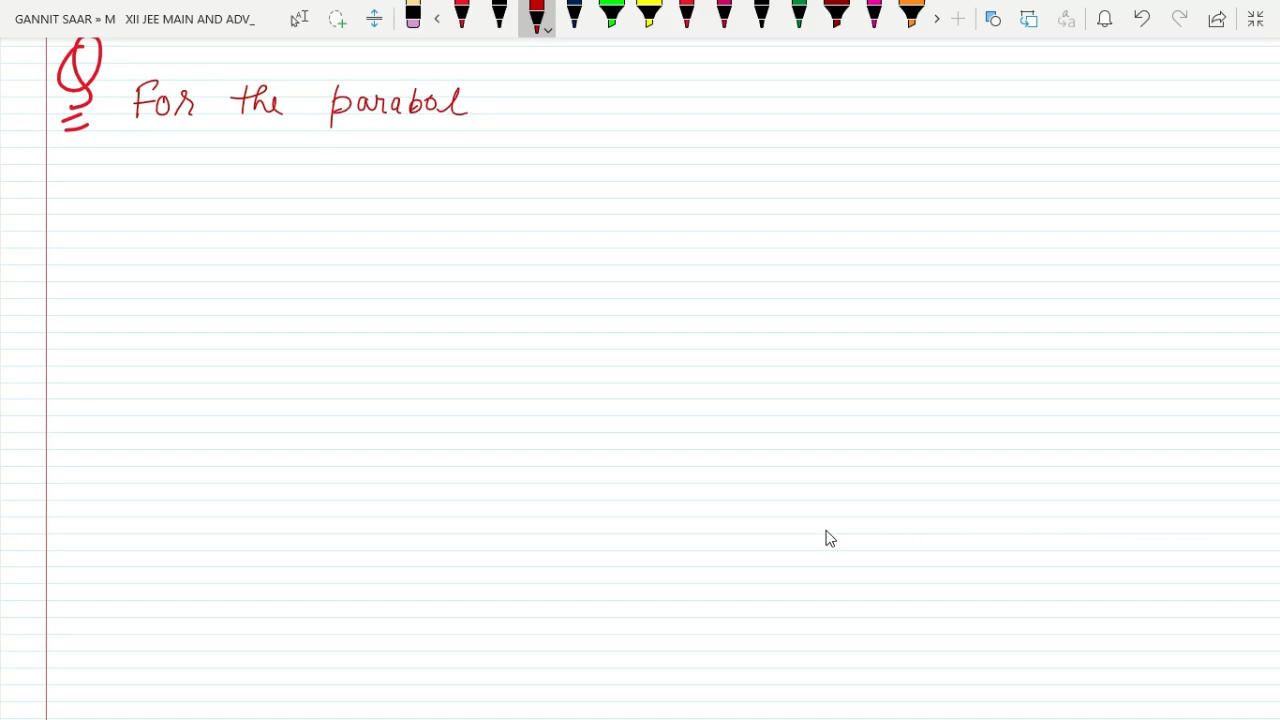 GANNIT SAAR » M XII JEE MAIN AND ADV_
Q For the parabol